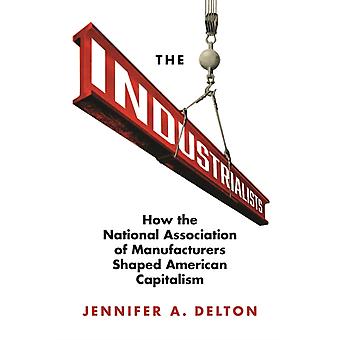 THE
INDUSTRIALISTS
How the
National Association
of Manufacturers
Shaped American
Capitalism
JENNIFER A. DELTON